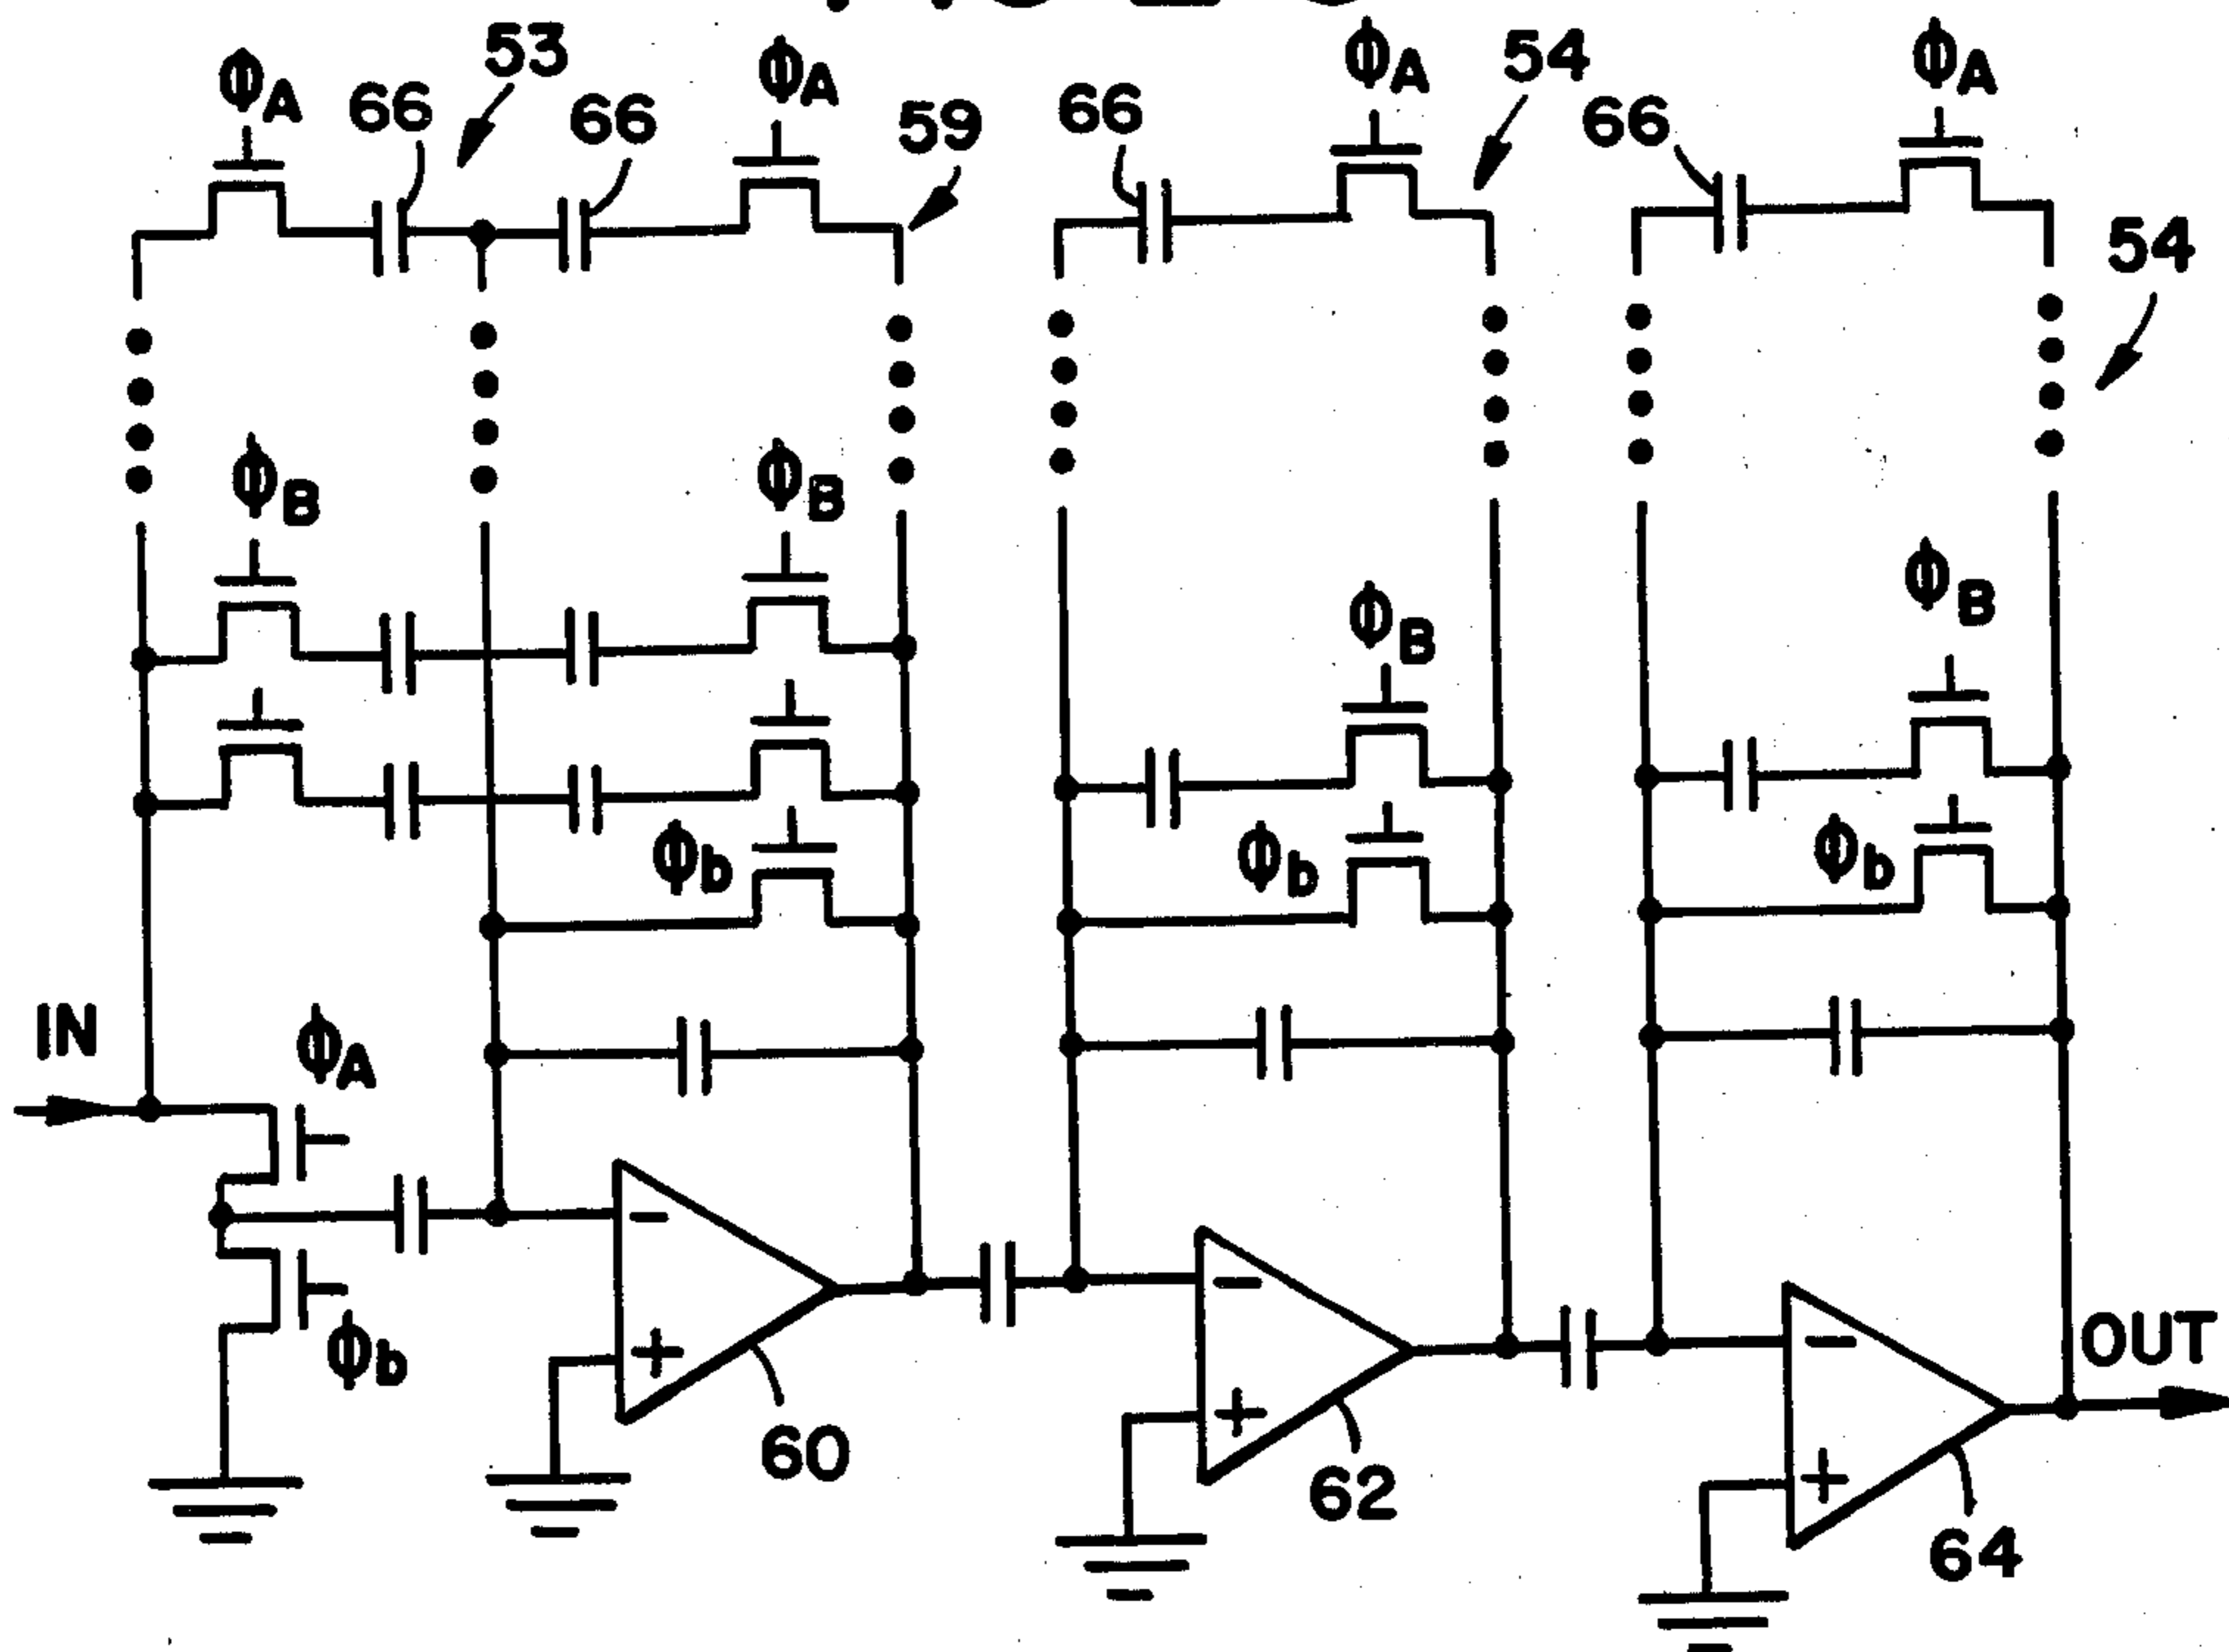 ΦA 53 ΦA ΦA 54 ΦA
66 66 59 66 66
54
ΦB ΦB ΦB ΦB
Φb Φb Φb
IN ΦA
Φb OUT
60 62 64
+ + +
− − −